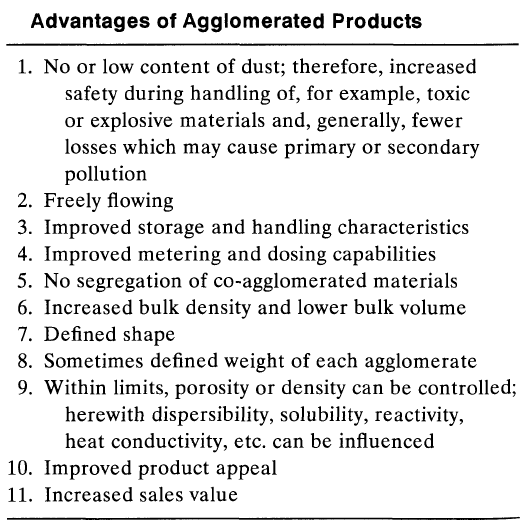 Advantages of Agglomerated Products
1. No or low content of dust; therefore, increased
safety during handling of, for example, toxic
or explosive materials and, generally, fewer
losses which may cause primary or secondary
pollution
2. Freely flowing
3. Improved storage and handling characteristics
4. Improved metering and dosing capabilities
5. No segregation of co-agglomerated materials
6. Increased bulk density and lower bulk volume
7. Defined shape
8. Sometimes defined weight of each agglomerate
9. Within limits, porosity or density can be controlled;
herewith dispersibility, solubility, reactivity,
heat conductivity, etc. can be influenced
10. Improved product appeal
11. Increased sales value